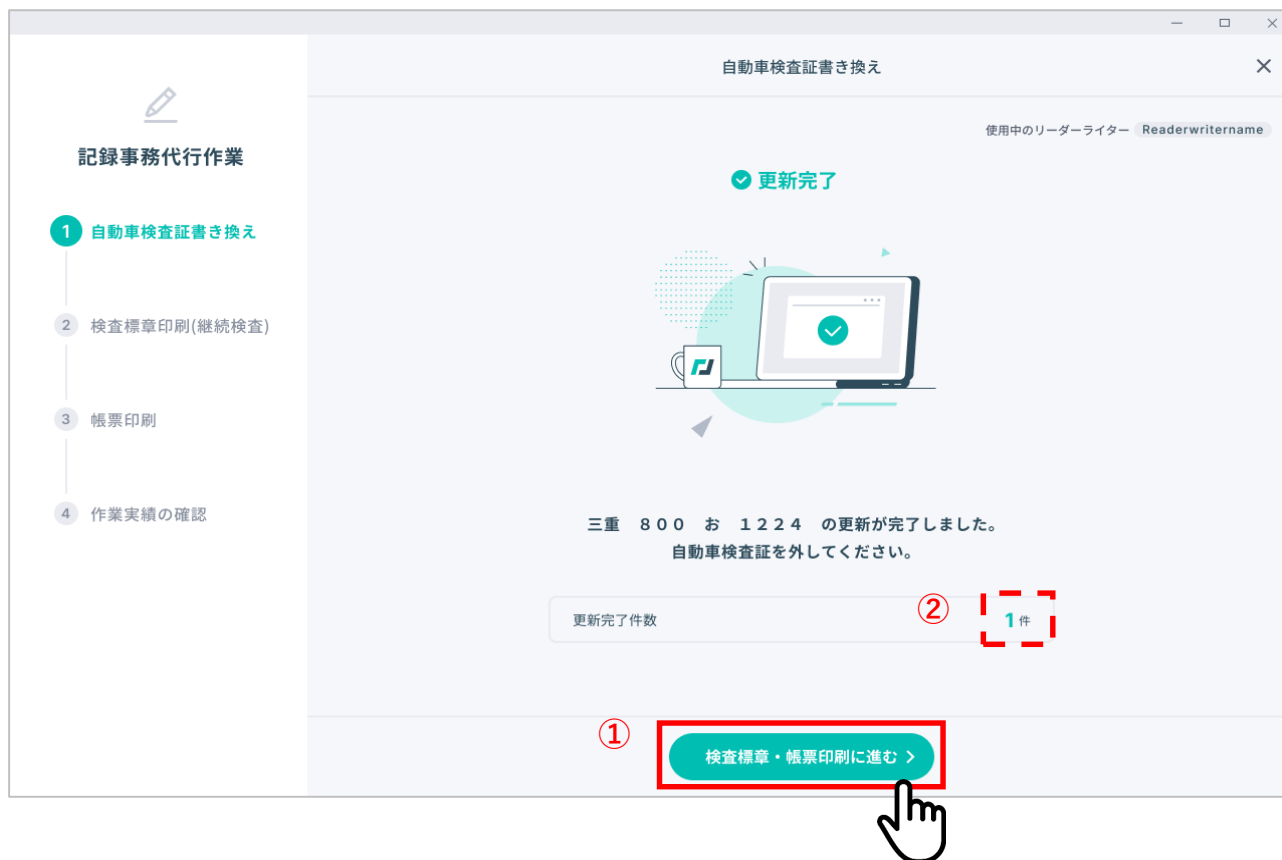 自動車検査証書き換え
使用中のリーダーライター Readerwritername
記録事務代行作業
1 自動車検査証書き換え
2 検査標章印刷(継続検査)
3 帳票印刷
4 作業実績の確認
更新完了
三重　８００　お　１２２４　の更新が完了しました。
自動車検査証を外してください。
更新完了件数 ② 1件
① 検査標章・帳票印刷に進む